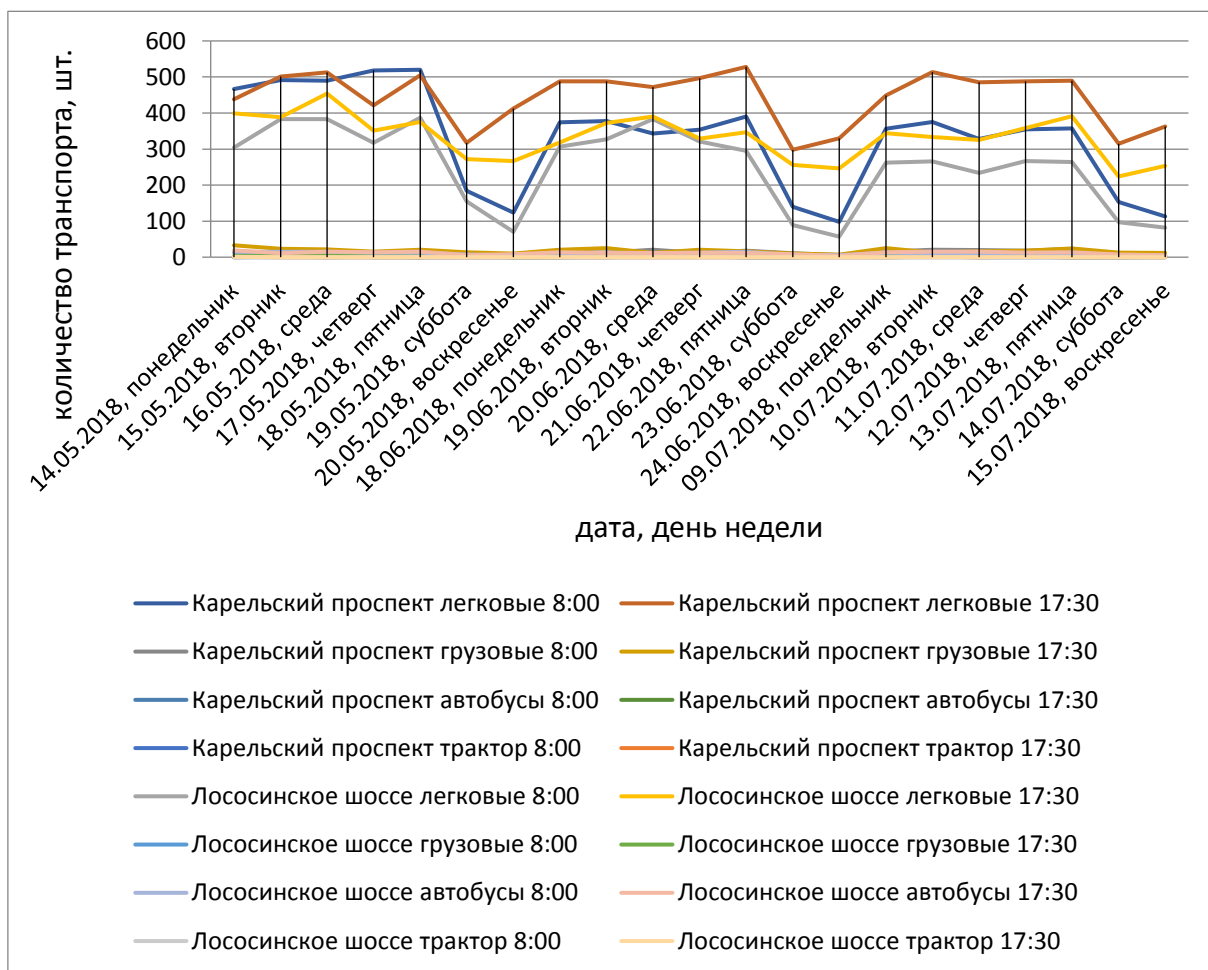 количество транспорта, шт.
600
500
400
300
200
100
0
14.05.2018, понедельник
15.05.2018, вторник
16.05.2018, среда
17.05.2018, четверг
18.05.2018, пятница
19.05.2018, суббота
20.05.2018, воскресенье
18.06.2018, понедельник
19.06.2018, вторник
20.06.2018, среда
21.06.2018, четверг
22.06.2018, пятница
23.06.2018, суббота
24.06.2018, воскресенье
09.07.2018, понедельник
10.07.2018, вторник
11.07.2018, среда
12.07.2018, четверг
13.07.2018, пятница
14.07.2018, суббота
15.07.2018, воскресенье
дата, день недели
Карельский проспект легковые 8:00
Карельский проспект легковые 17:30
Карельский проспект грузовые 8:00
Карельский проспект грузовые 17:30
Карельский проспект автобусы 8:00
Карельский проспект автобусы 17:30
Карельский проспект трактор 8:00
Карельский проспект трактор 17:30
Лососинское шоссе легковые 8:00
Лососинское шоссе легковые 17:30
Лососинское шоссе грузовые 8:00
Лососинское шоссе грузовые 17:30
Лососинское шоссе автобусы 8:00
Лососинское шоссе автобусы 17:30
Лососинское шоссе трактор 8:00
Лососинское шоссе трактор 17:30